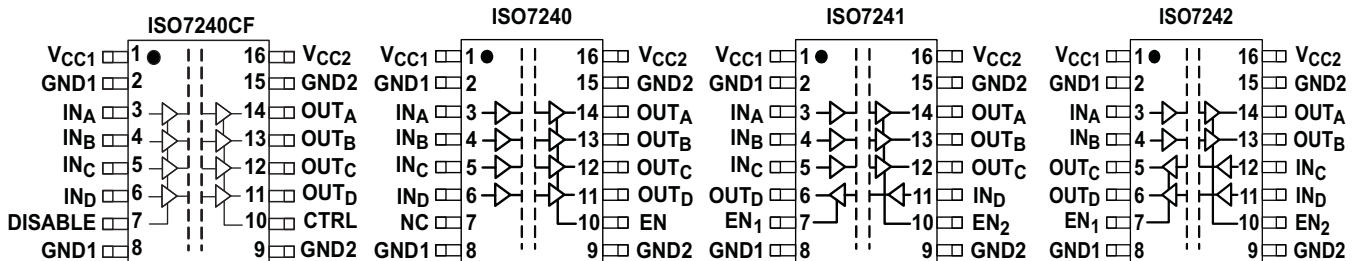 ISO7240CF ISO7240 ISO7241 ISO7242
VCC1 1 16 VCC2 VCC1 1 16 VCC2 VCC1 1 16 VCC2 VCC1 1 16 VCC2
GND1 2 15 GND2 GND1 2 15 GND2 GND1 2 15 GND2 GND1 2 15 GND2
INA 3 14 OUTA INA 3 14 OUTA INA 3 14 OUTA INA 3 14 OUTA
INB 4 13 OUTB INB 4 13 OUTB INB 4 13 OUTB INB 4 13 OUTB
INC 5 12 OUTC INC 5 12 OUTC INC 5 12 OUTC OUTC 5 12 INC
IND 6 11 OUTD IND 6 11 OUTD OUTD 6 11 IND OUTD 6 11 IND
DISABLE 7 10 CTRL NC 7 10 EN EN1 7 10 EN2 EN1 7 10 EN2
GND1 8 9 GND2 GND1 8 9 GND2 GND1 8 9 GND2 GND1 8 9 GND2